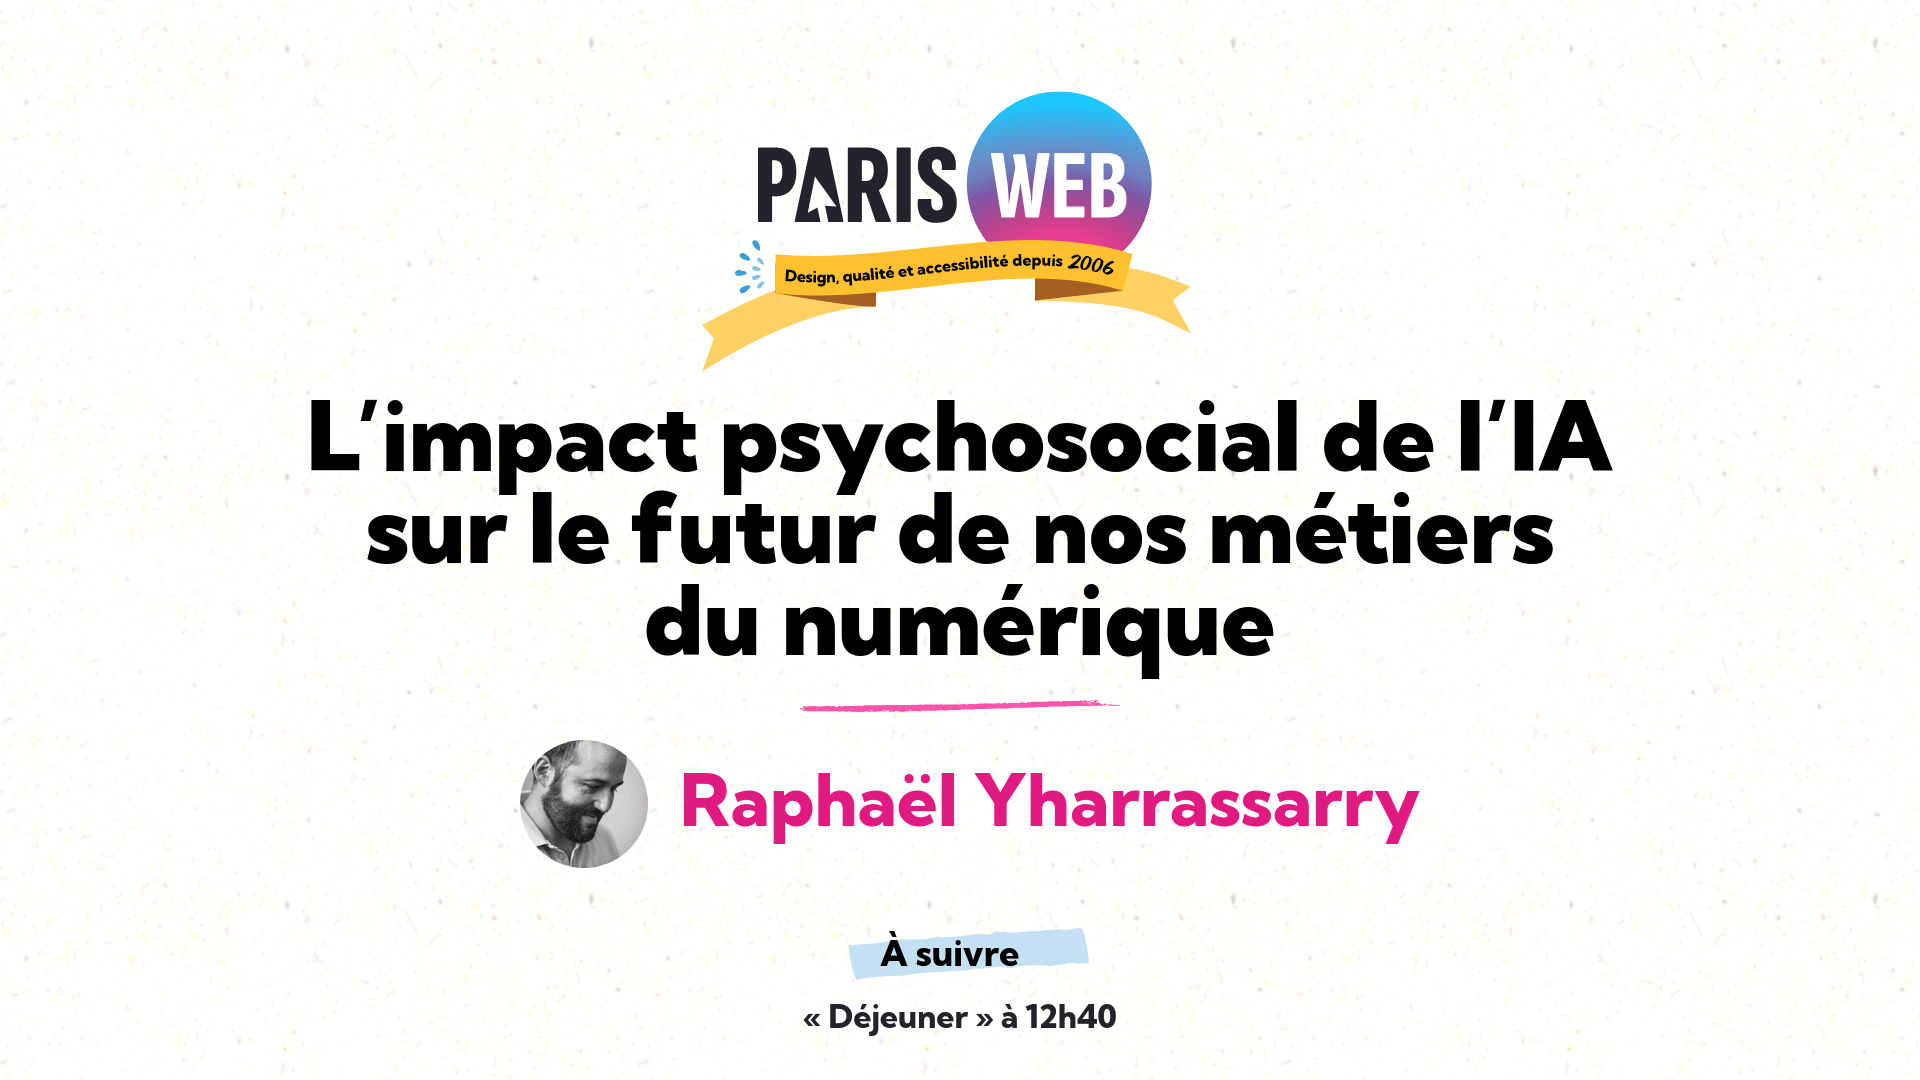 PARIS WEB
Design, qualité et accessibilité depuis 2006
L’impact psychosocial de l’IA
sur le futur de nos métiers
du numérique
Raphaël Yharrassarry
À suivre
« Déjeuner » à 12h40